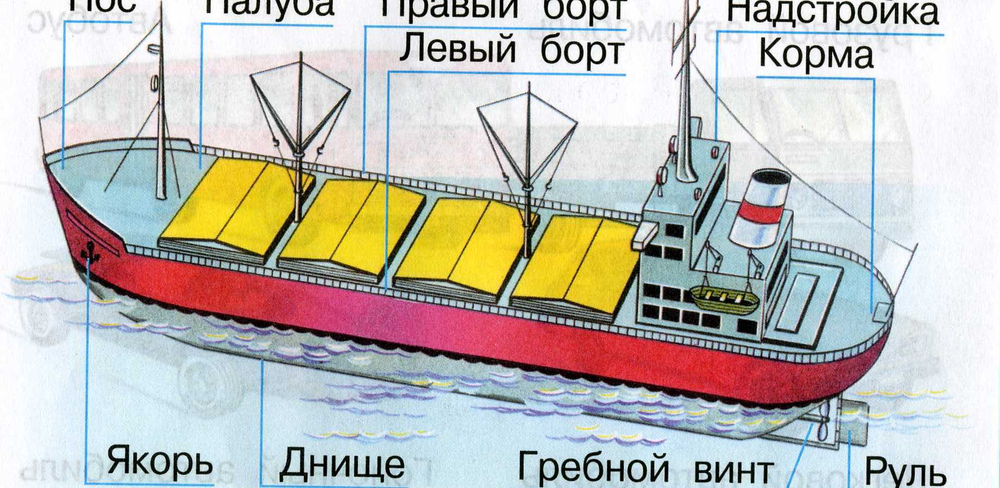 Нос
Палуба
Правый борт
Левый борт
Надстройка
Корма
Якорь
Днище
Гребной винт
Руль